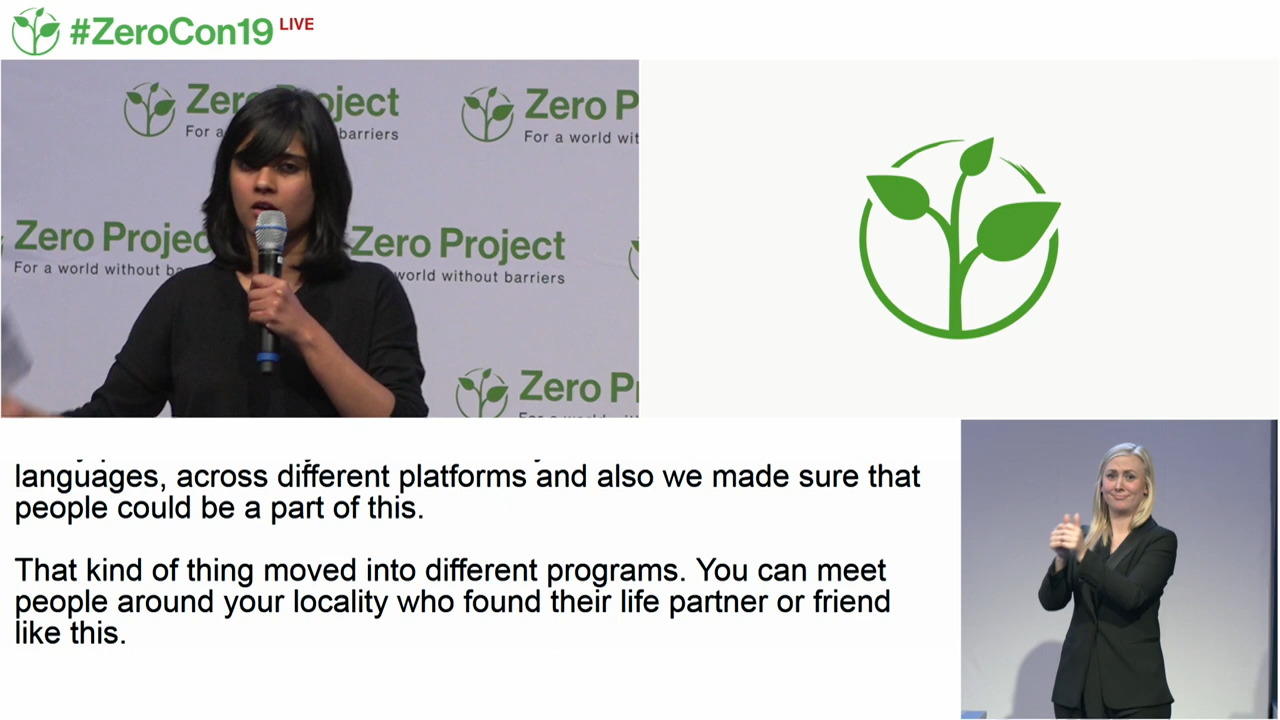 #ZeroCon19 LIVE
Zero Project
For a barriers
Zero P
For a world wit
Zero Projec
For a world without ba
Zero Project
world without barriers
Zero P
languages, across different platforms and also we made sure that
people could be a part of this.
That kind of thing moved into different programs. You can meet
people around your locality who found their life partner or friend
like this.